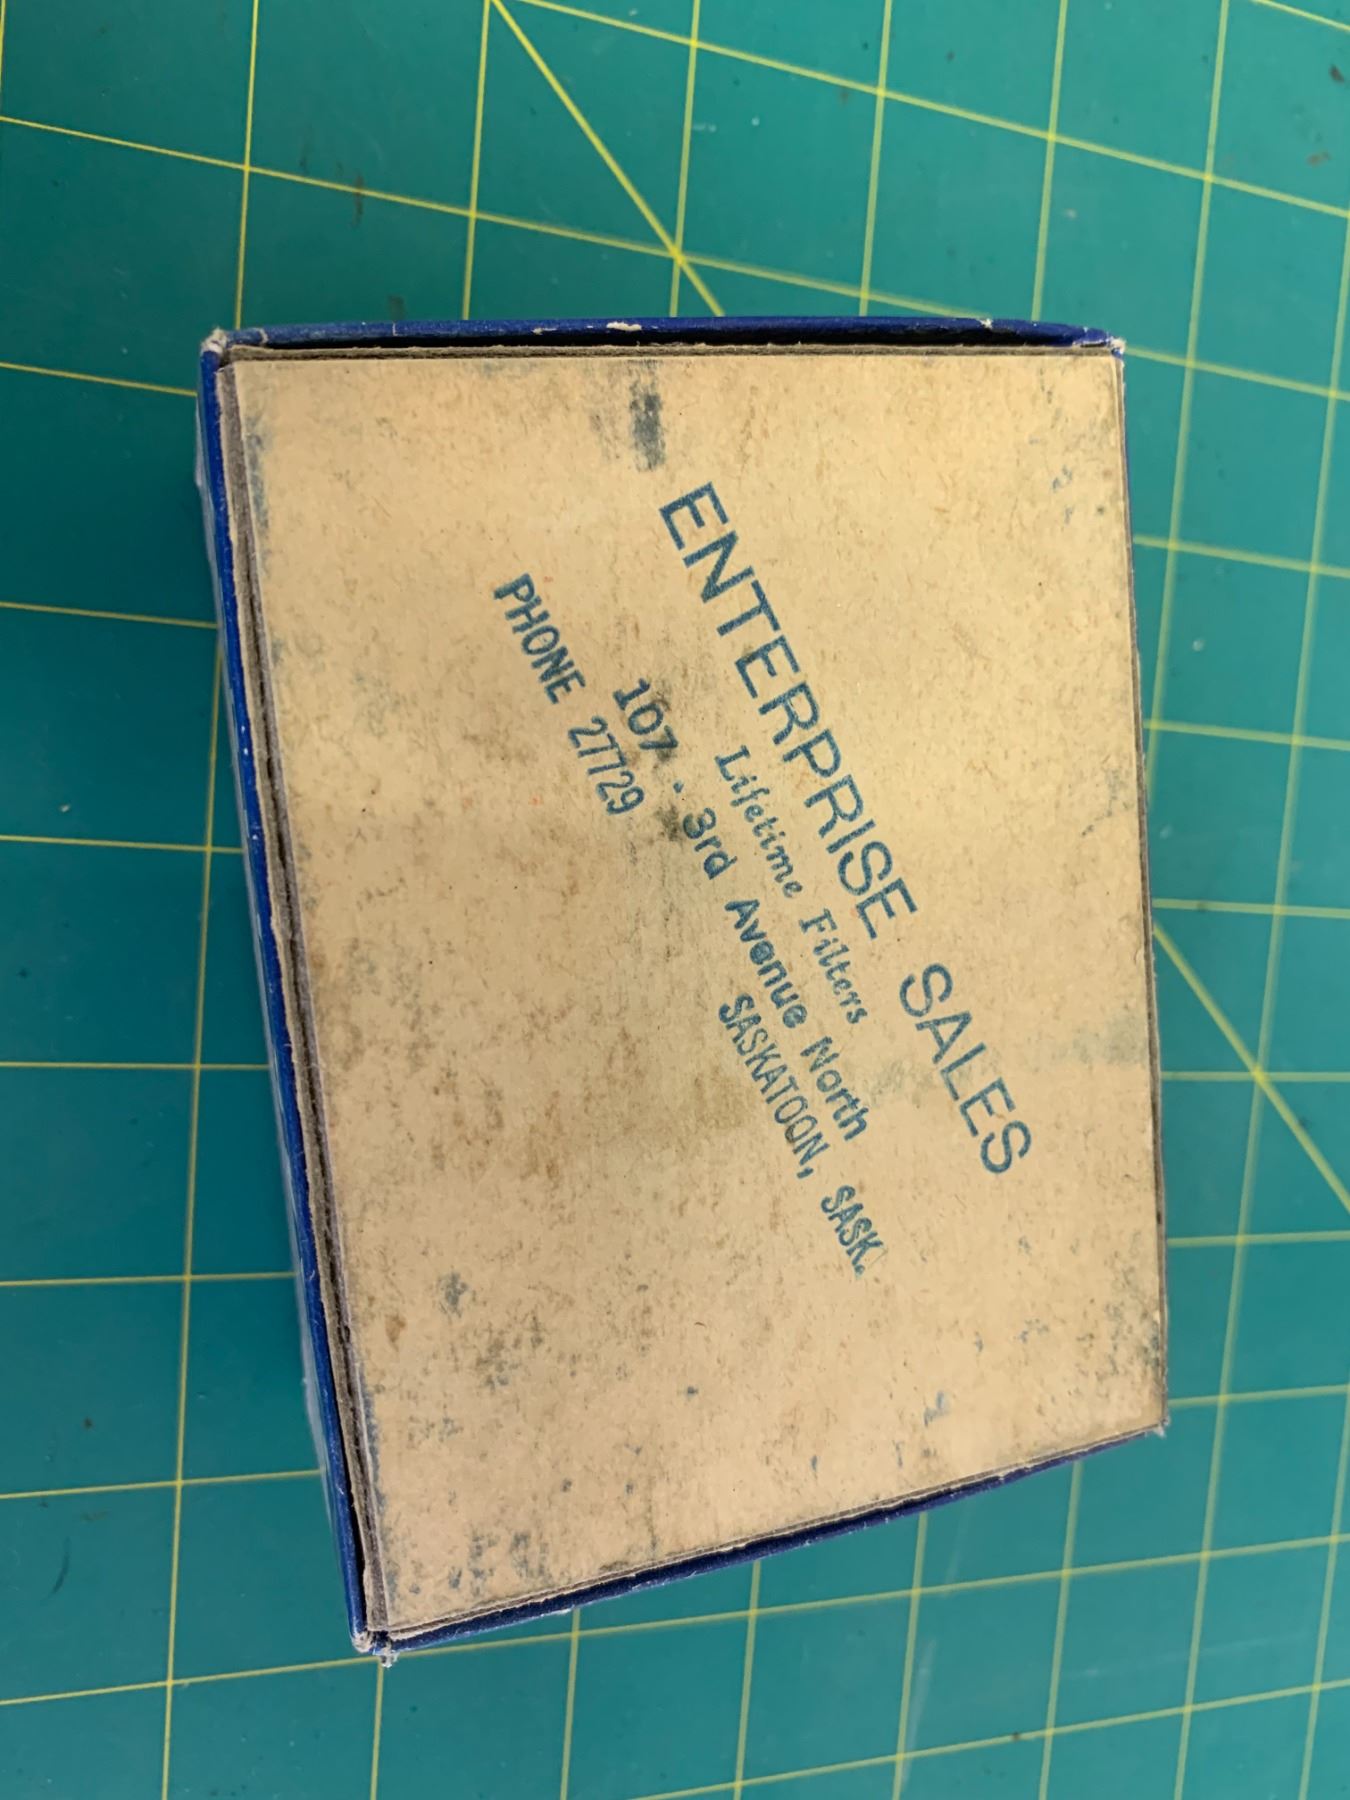 ENTERPRISE SALES
Lifetime Filters
107 - 3rd Avenue North
PHONE 27729 SASKATOON, SASK.